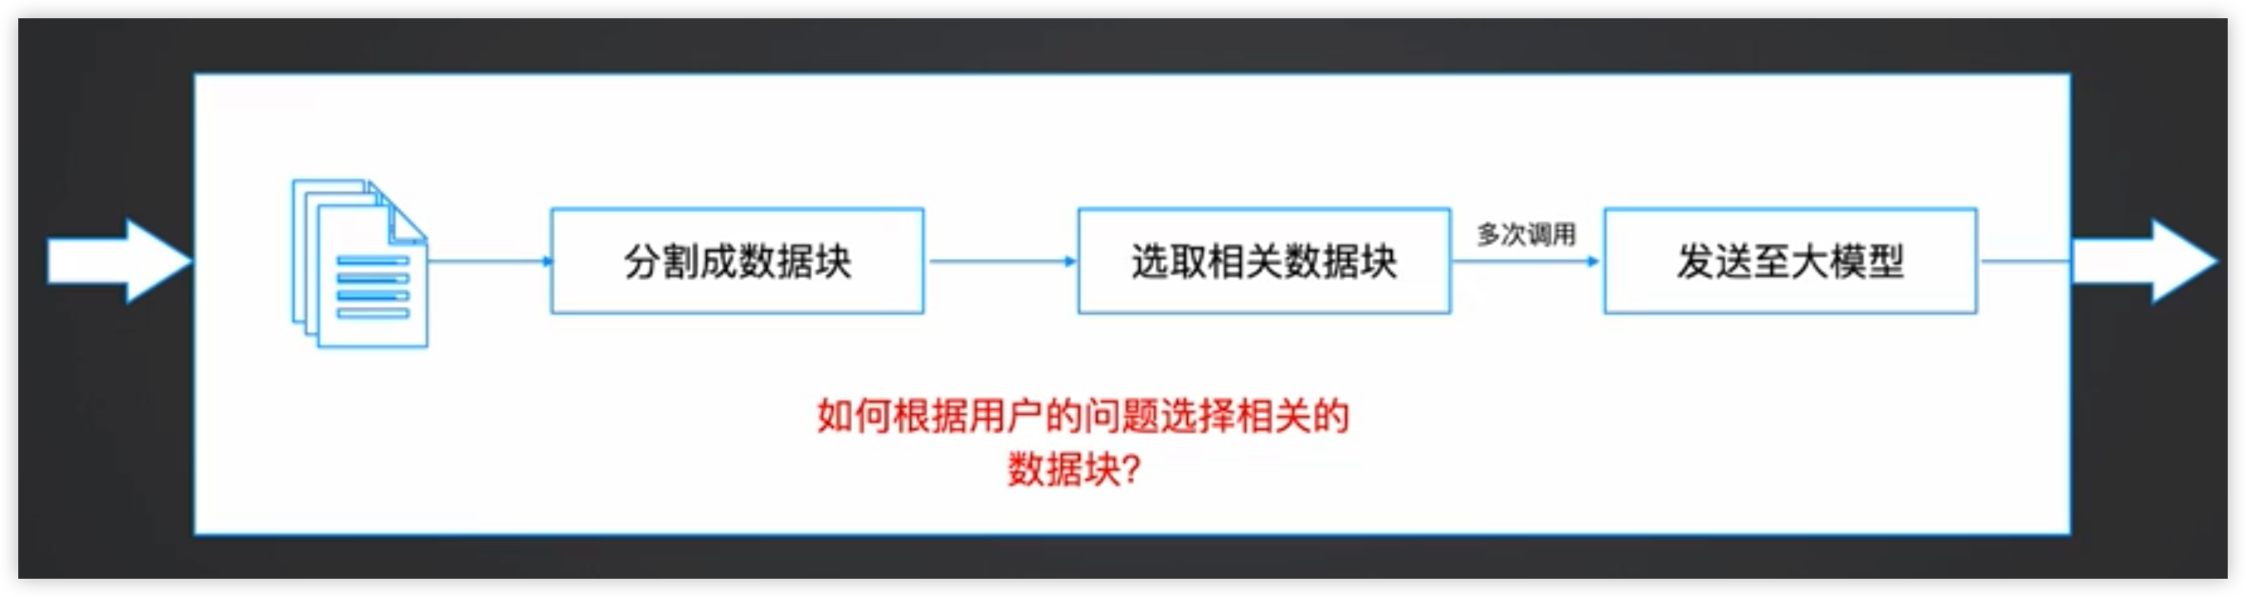 分割成数据块
选取相关数据块
多次调用
发送至大模型
如何根据用户的问题选择相关的
数据块?